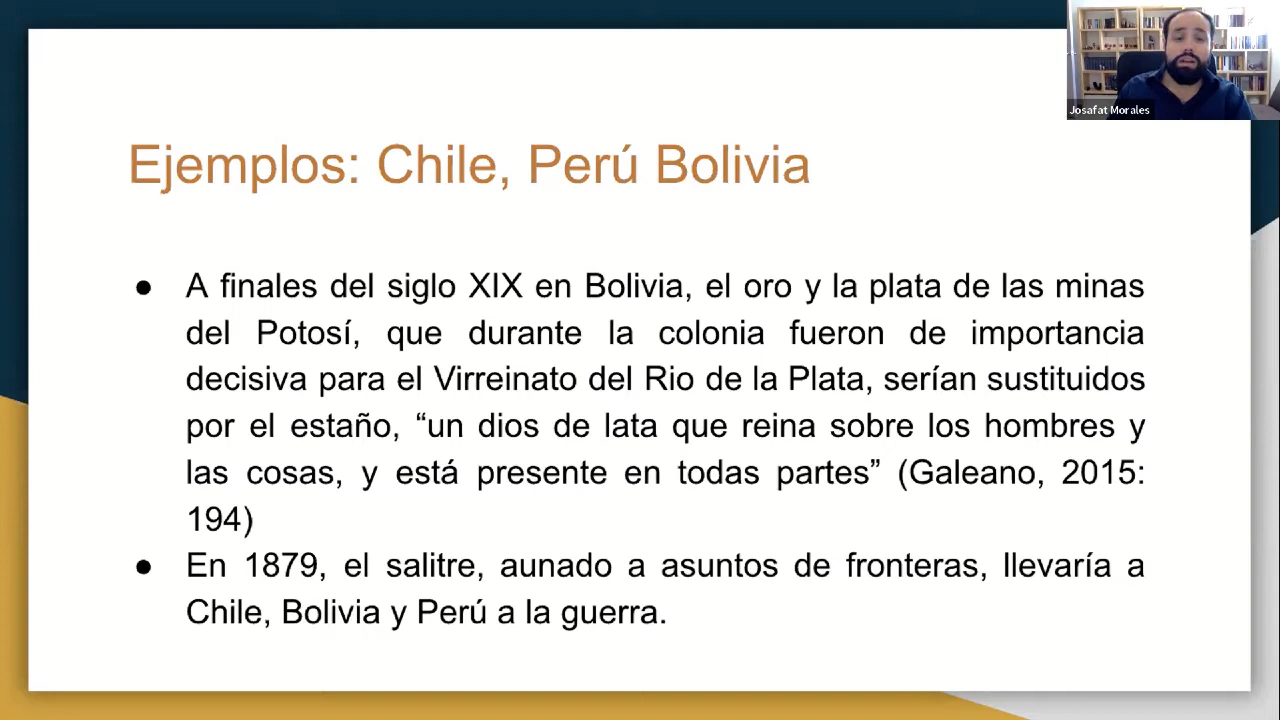 Josafat Morales
Ejemplos: Chile, Perú Bolivia
● A finales del siglo XIX en Bolivia, el oro y la plata de las minas
del Potosí, que durante la colonia fueron de importancia
decisiva para el Virreinato del Rio de la Plata, serían sustituidos
por el estaño, “un dios de lata que reina sobre los hombres y
las cosas, y está presente en todas partes” (Galeano, 2015:
194)
● En 1879, el salitre, aunado a asuntos de fronteras, llevaría a
Chile, Bolivia y Perú a la guerra.